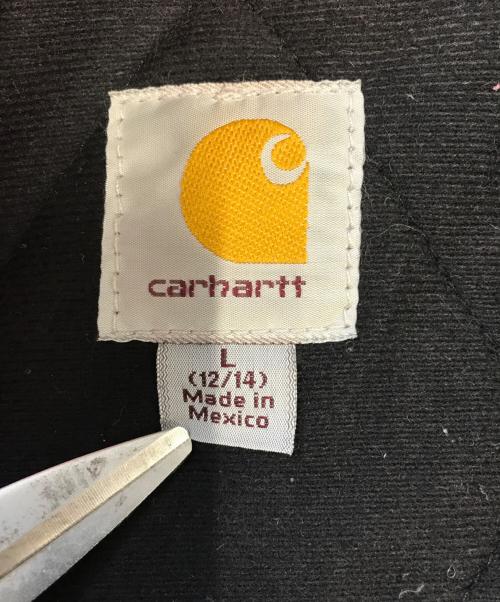 carhartt
L
(12/14)
Made in
Mexico